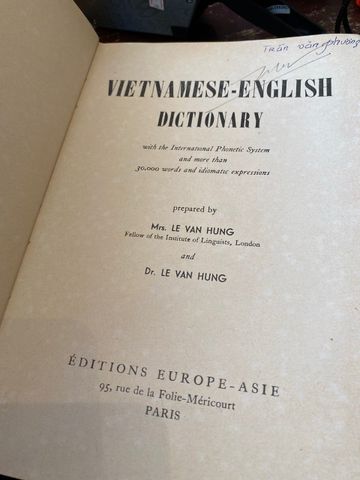 Trần Văn Phương
VIETNAMESE-ENGLISH
DICTIONARY
with the International Phonetic System
and more than
30,000 words and idiomatic expressions
prepared by
Mrs. LE VAN HUNG
Fellow of the Institute of Linguists, London
and
Dr. LE VAN HUNG
ÉDITIONS EUROPE-ASIE
95, rue de la Folie-Méricourt
PARIS